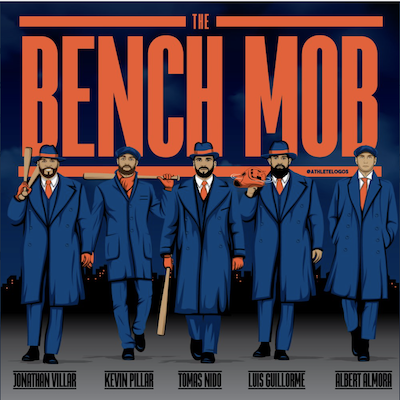 THE
BENCH MOB
@ATHLETELOGOS
JONATHAN VILLAR
KEVIN PILLAR
TOMAS NIDO
LUIS GUILLORME
ALBERT ALMORA